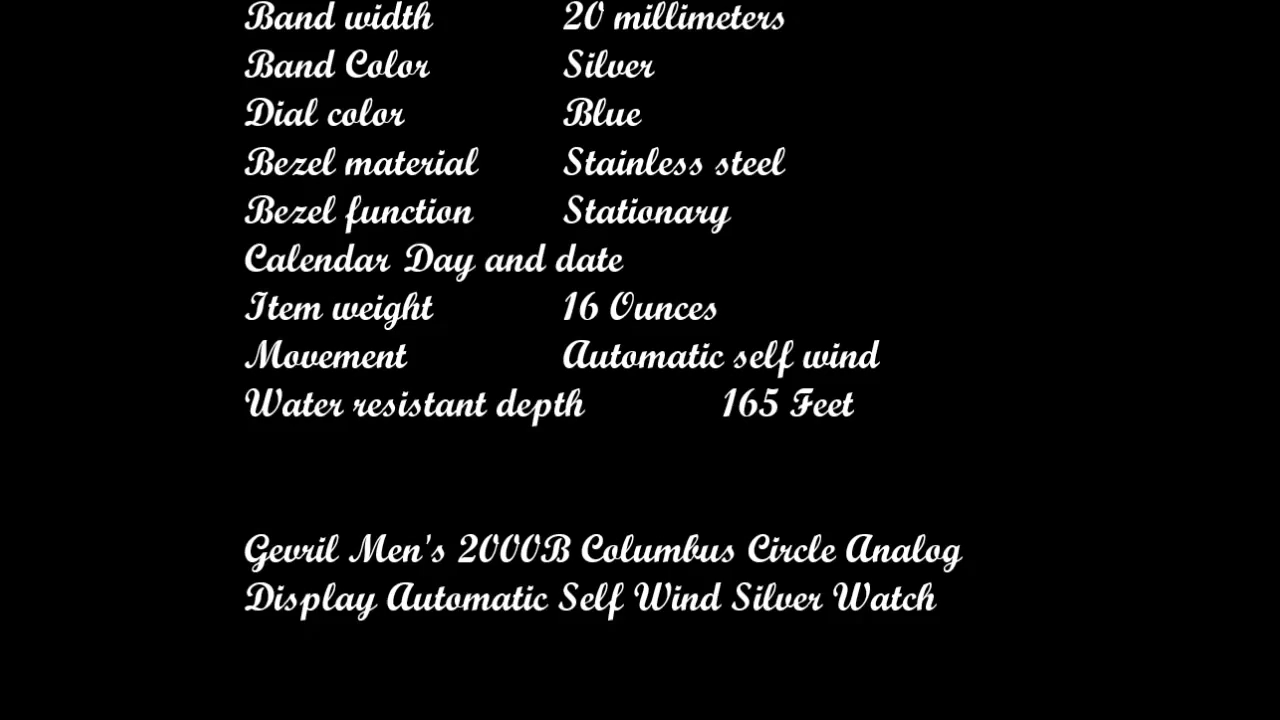 Band width 20 millimeters
Band Color Silver
Dial color Blue
Bezel material Stainless steel
Bezel function Stationary
Calendar Day and date
Item weight 16 Ounces
Movement Automatic self wind
Water resistant depth 165 Feet
Gevril Men's 2000B Columbus Circle Analog
Display Automatic Self Wind Silver Watch